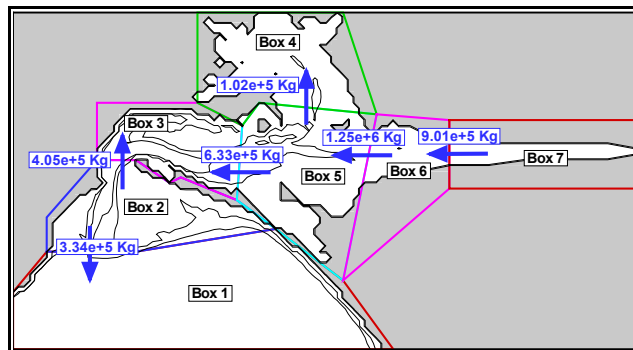 Box 4
1.02e+5 Kg
Box 3
1.25e+6 Kg
9.01e+5 Kg
4.05e+5 Kg
6.33e+5 Kg
Box 7
Box 6
Box 5
Box 2
3.34e+5 Kg
Box 1